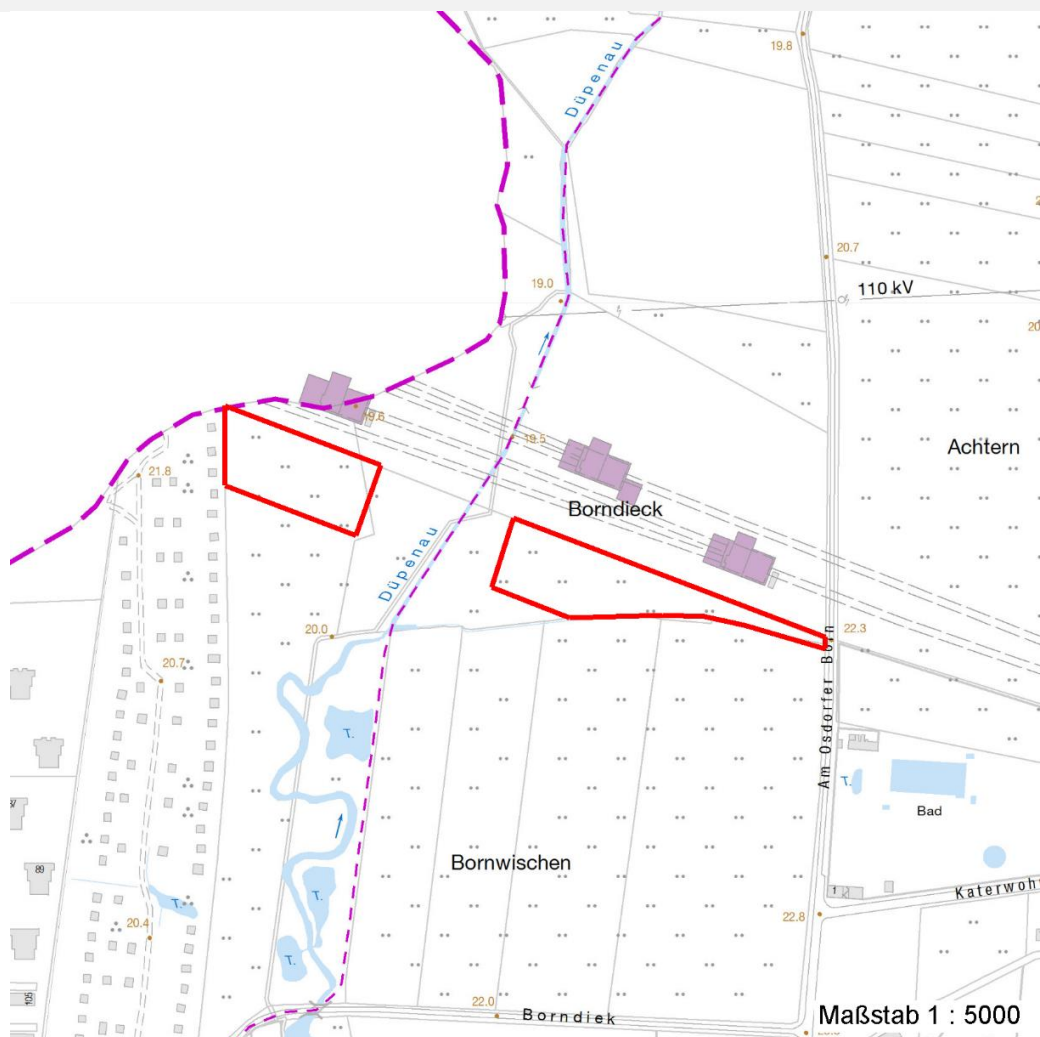 Düpenau
19.8
20.7
110 kV
19.0
19.6
19.5
Achtern
21.8
Borndieck
Düpenau
20.0
22.3
Am Osdorfer Born
20.7
T.
T.
Bad
Bornwischen
89
T.
T.
1
Katerwohr
20.4
22.8
T.
105
22.0
Borndiek
Maßstab 1 : 5000